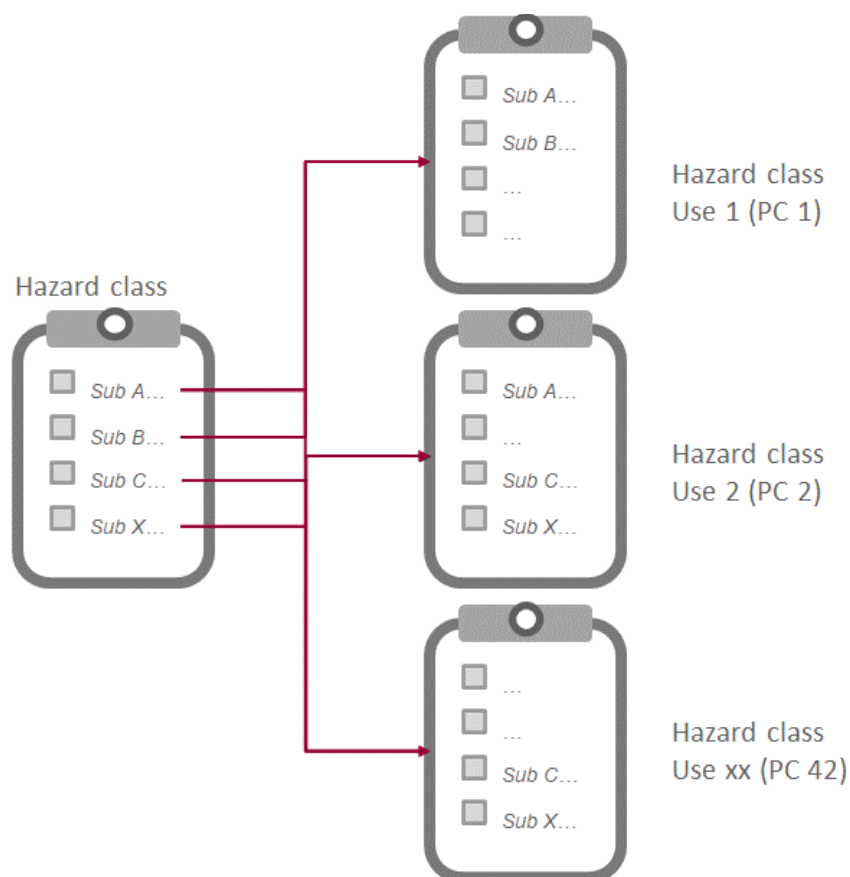 Hazard class
Sub A...
Sub B...
Sub C...
Sub X...
Sub A...
Sub B...
...
...
Hazard class
Use 1 (PC 1)
Sub A...
...
Sub C...
Sub X...
Hazard class
Use 2 (PC 2)
...
...
Sub C...
Sub X...
Hazard class
Use xx (PC 42)